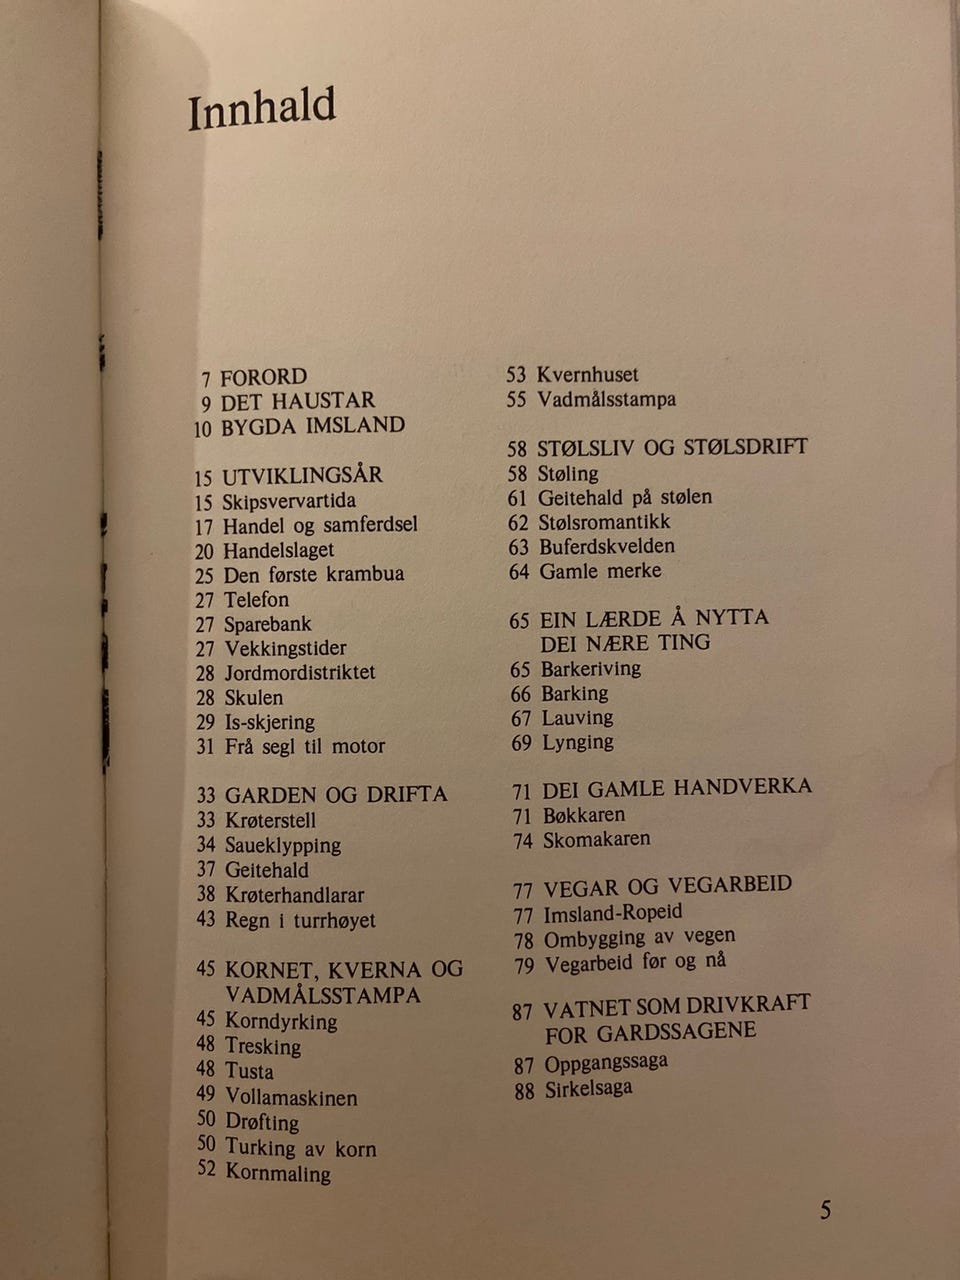 Innhald
7 FORORD
9 DET HAUSTAR
10 BYGDA IMSLAND
15 UTVIKLINGSÅR
15 Skipsvervartida
17 Handel og samferdsel
20 Handelslaget
25 Den første krambua
27 Telefon
27 Sparebank
27 Vekkingstider
28 Jordmordistriktet
28 Skulen
29 Is-skjering
31 Frå segl til motor
33 GARDEN OG DRIFTA
33 Krøterstell
34 Saueklypping
37 Geitehald
38 Krøterhandlarar
43 Regn i turrhøyet
45 KORNET, KVERNA OG
VADMÅLSSTAMPA
45 Korndyrking
48 Tresking
48 Tusta
49 Vollamaskinen
50 Drøfting
50 Turking av korn
52 Kornmaling
53 Kvernhuset
55 Vadmålsstampa
58 STØLSLIV OG STØLSDRIFT
58 Støling
61 Geitehald på stølen
62 Stølsromantikk
63 Buferdskvelden
64 Gamle merke
65 EIN LÆRDE Å NYTTA
DEI NÆRE TING
65 Barkeriving
66 Barking
67 Lauving
69 Lynging
71 DEI GAMLE HANDVERKA
71 Bøkkaren
74 Skomakaren
77 VEGAR OG VEGARBEID
77 Imsland-Ropeid
78 Ombygging av vegen
79 Vegarbeid før og nå
87 VATNET SOM DRIVKRAFT
FOR GARDSSAGENE
87 Oppgangssaga
88 Sirkelsaga
5